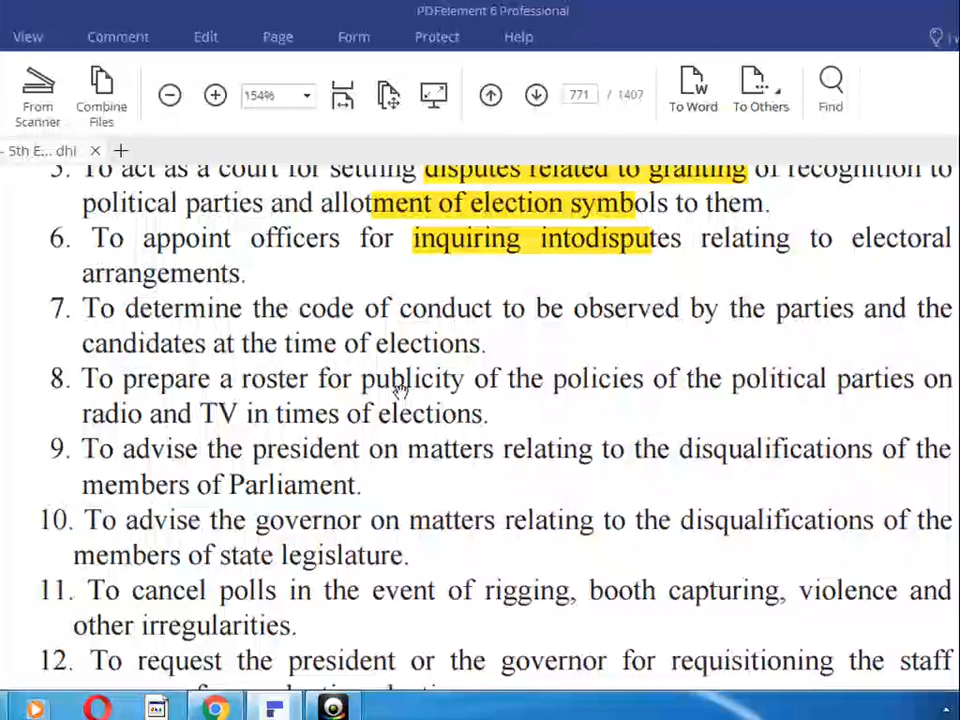 PDFelement 6 Professional
View Comment Edit Page Form Protect Help
154% 771 / 1407
From Scanner Combine Files To Word To Others Find
- 5th E... dhi
5. To act as a court for settling disputes related to granting of recognition to
political parties and allotment of election symbols to them.
6. To appoint officers for inquiring intodisputes relating to electoral
arrangements.
7. To determine the code of conduct to be observed by the parties and the
candidates at the time of elections.
8. To prepare a roster for publicity of the policies of the political parties on
radio and TV in times of elections.
9. To advise the president on matters relating to the disqualifications of the
members of Parliament.
10. To advise the governor on matters relating to the disqualifications of the
members of state legislature.
11. To cancel polls in the event of rigging, booth capturing, violence and
other irregularities.
12. To request the president or the governor for requisitioning the staff